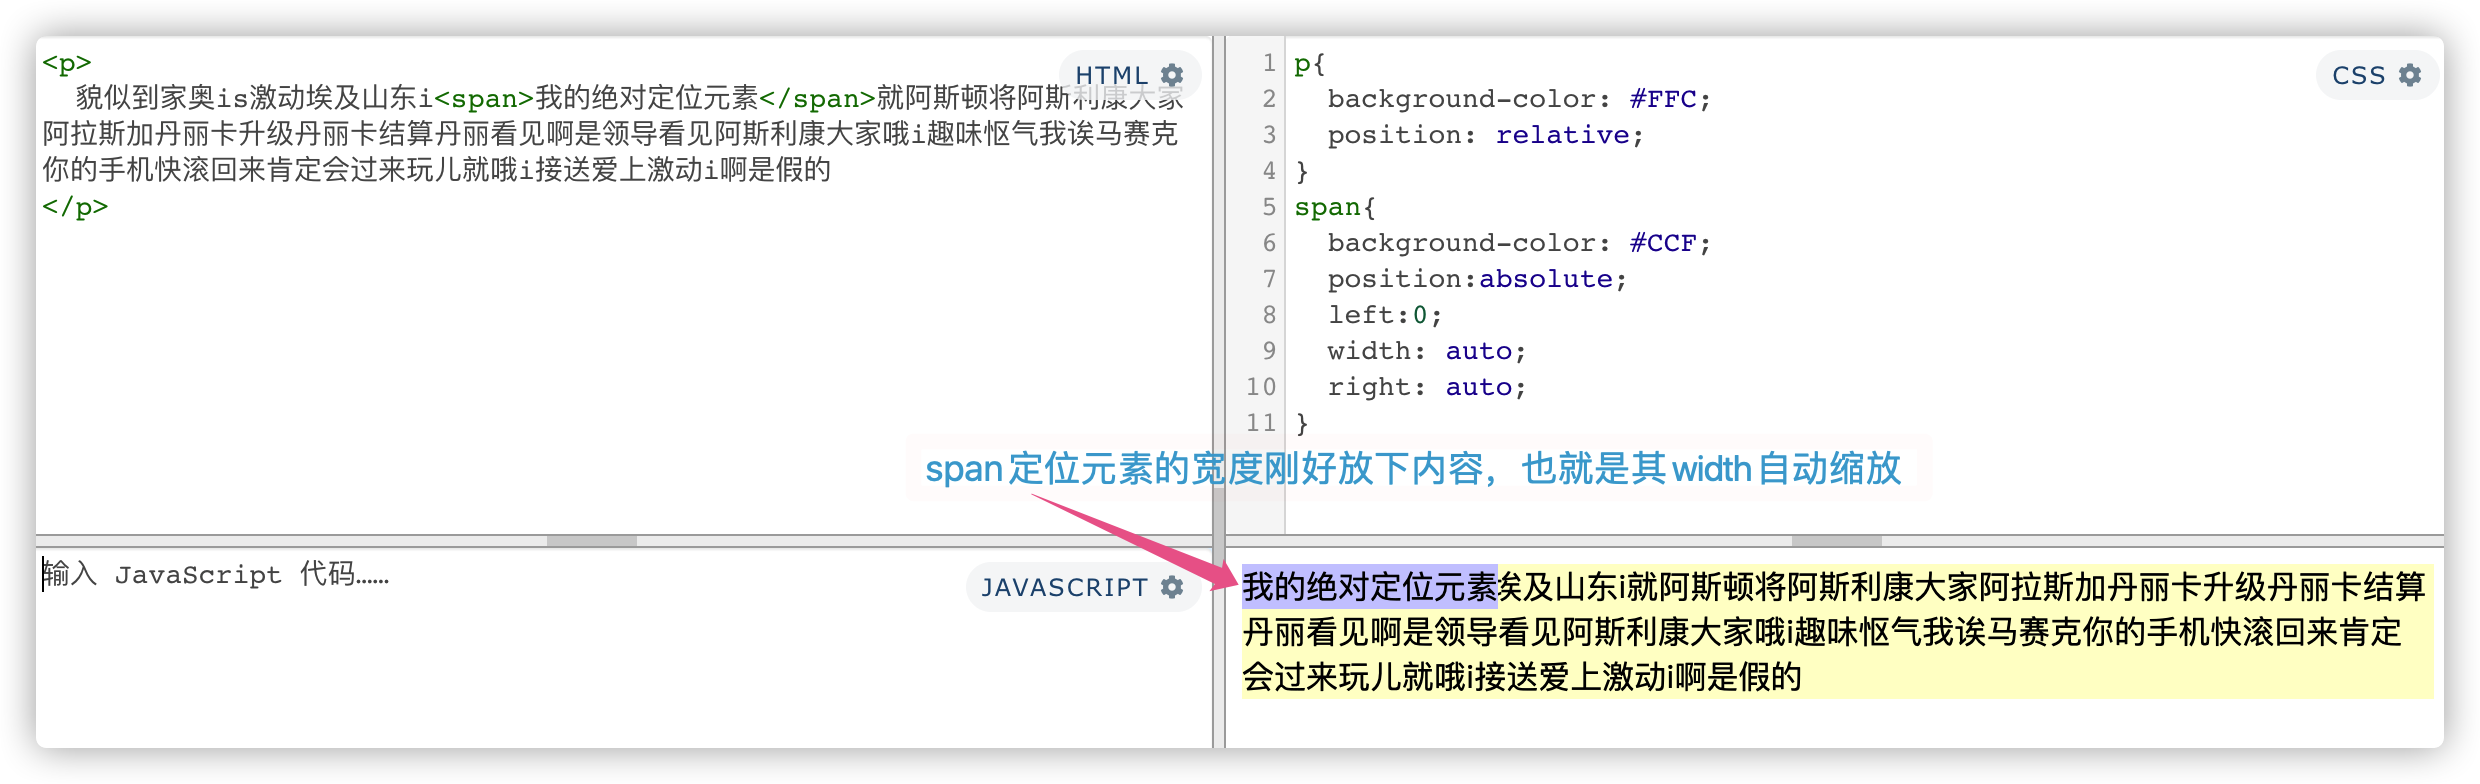 <p>
HTML
貌似到家奥is激动埃及山东i<span>我的绝对定位元素</span>就阿斯顿将阿斯利康大家
阿拉斯加丹丽卡升级丹丽卡结算丹丽看见啊是领导看见阿斯利康大家哦i趣味怄气我诶马赛克
你的手机快滚回来肯定会过来玩儿就哦i接送爱上激动i啊是假的
</p>
CSS
1 p{
2 background-color: #FFC;
3 position: relative;
4 }
5 span{
6 background-color: #CCF;
7 position:absolute;
8 left:0;
9 width: auto;
10 right: auto;
11 }
span定位元素的宽度刚好放下内容，也就是其width自动缩放
输入 JavaScript 代码……
JAVASCRIPT
我的绝对定位元素埃及山东i就阿斯顿将阿斯利康大家阿拉斯加丹丽卡升级丹丽卡结算
丹丽看见啊是领导看见阿斯利康大家哦i趣味怄气我诶马赛克你的手机快滚回来肯定
会过来玩儿就哦i接送爱上激动i啊是假的